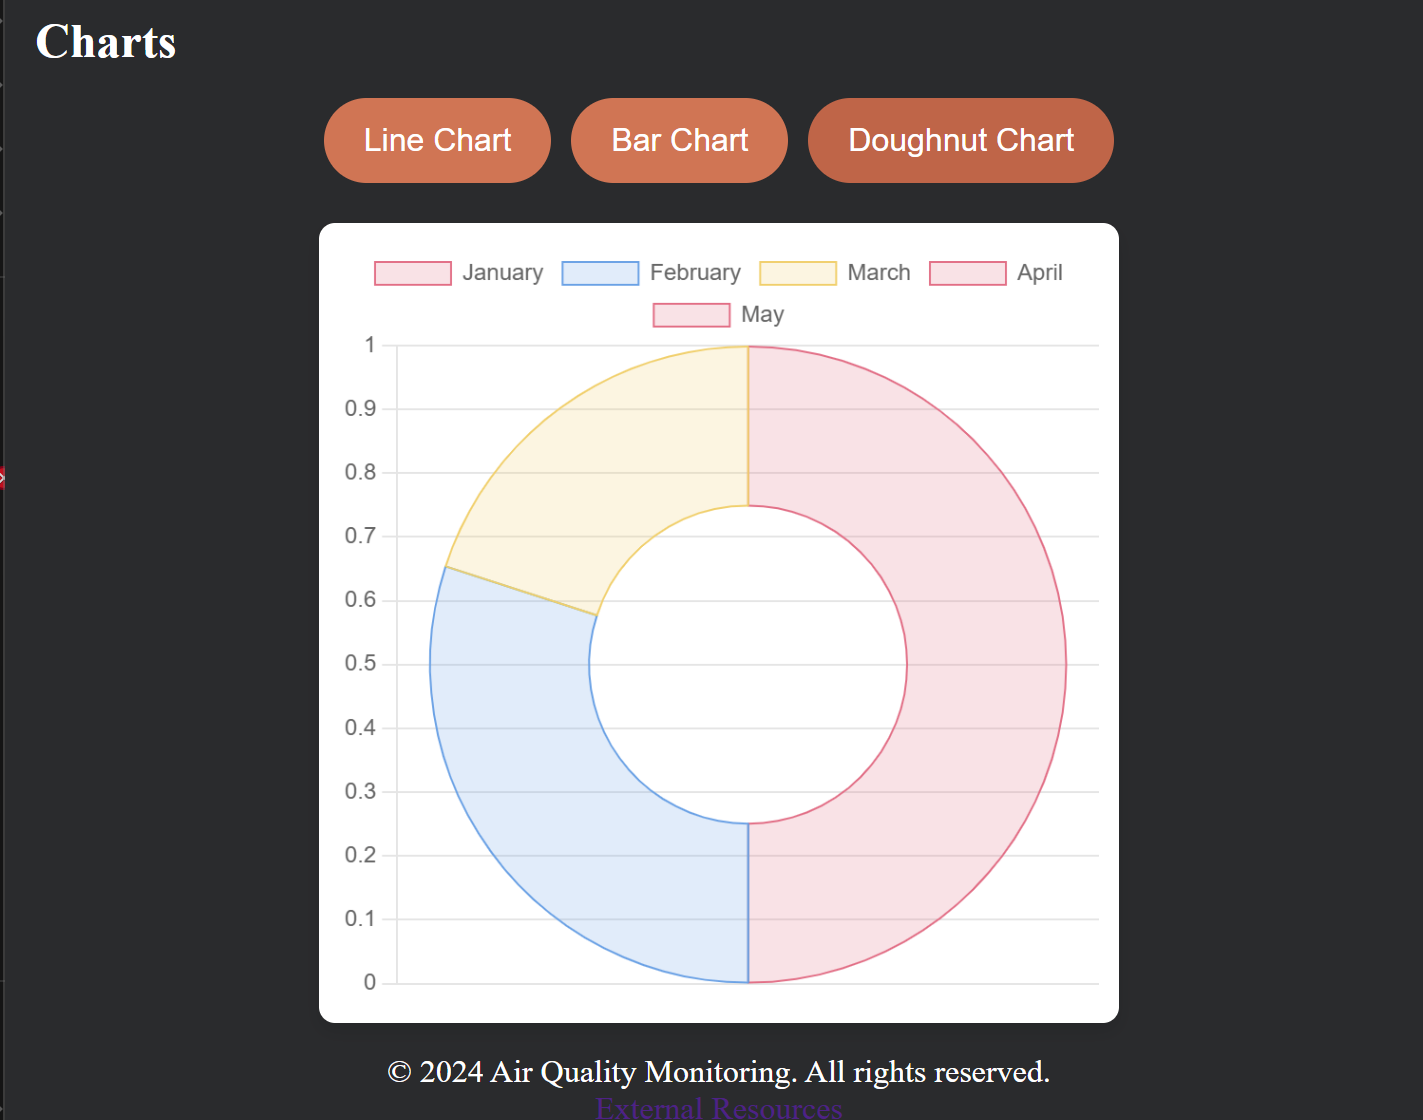 Charts
Line Chart Bar Chart Doughnut Chart
January February March April
May
1
0.9
0.8
0.7
0.6
0.5
0.4
0.3
0.2
0.1
0
© 2024 Air Quality Monitoring. All rights reserved.
External Resources